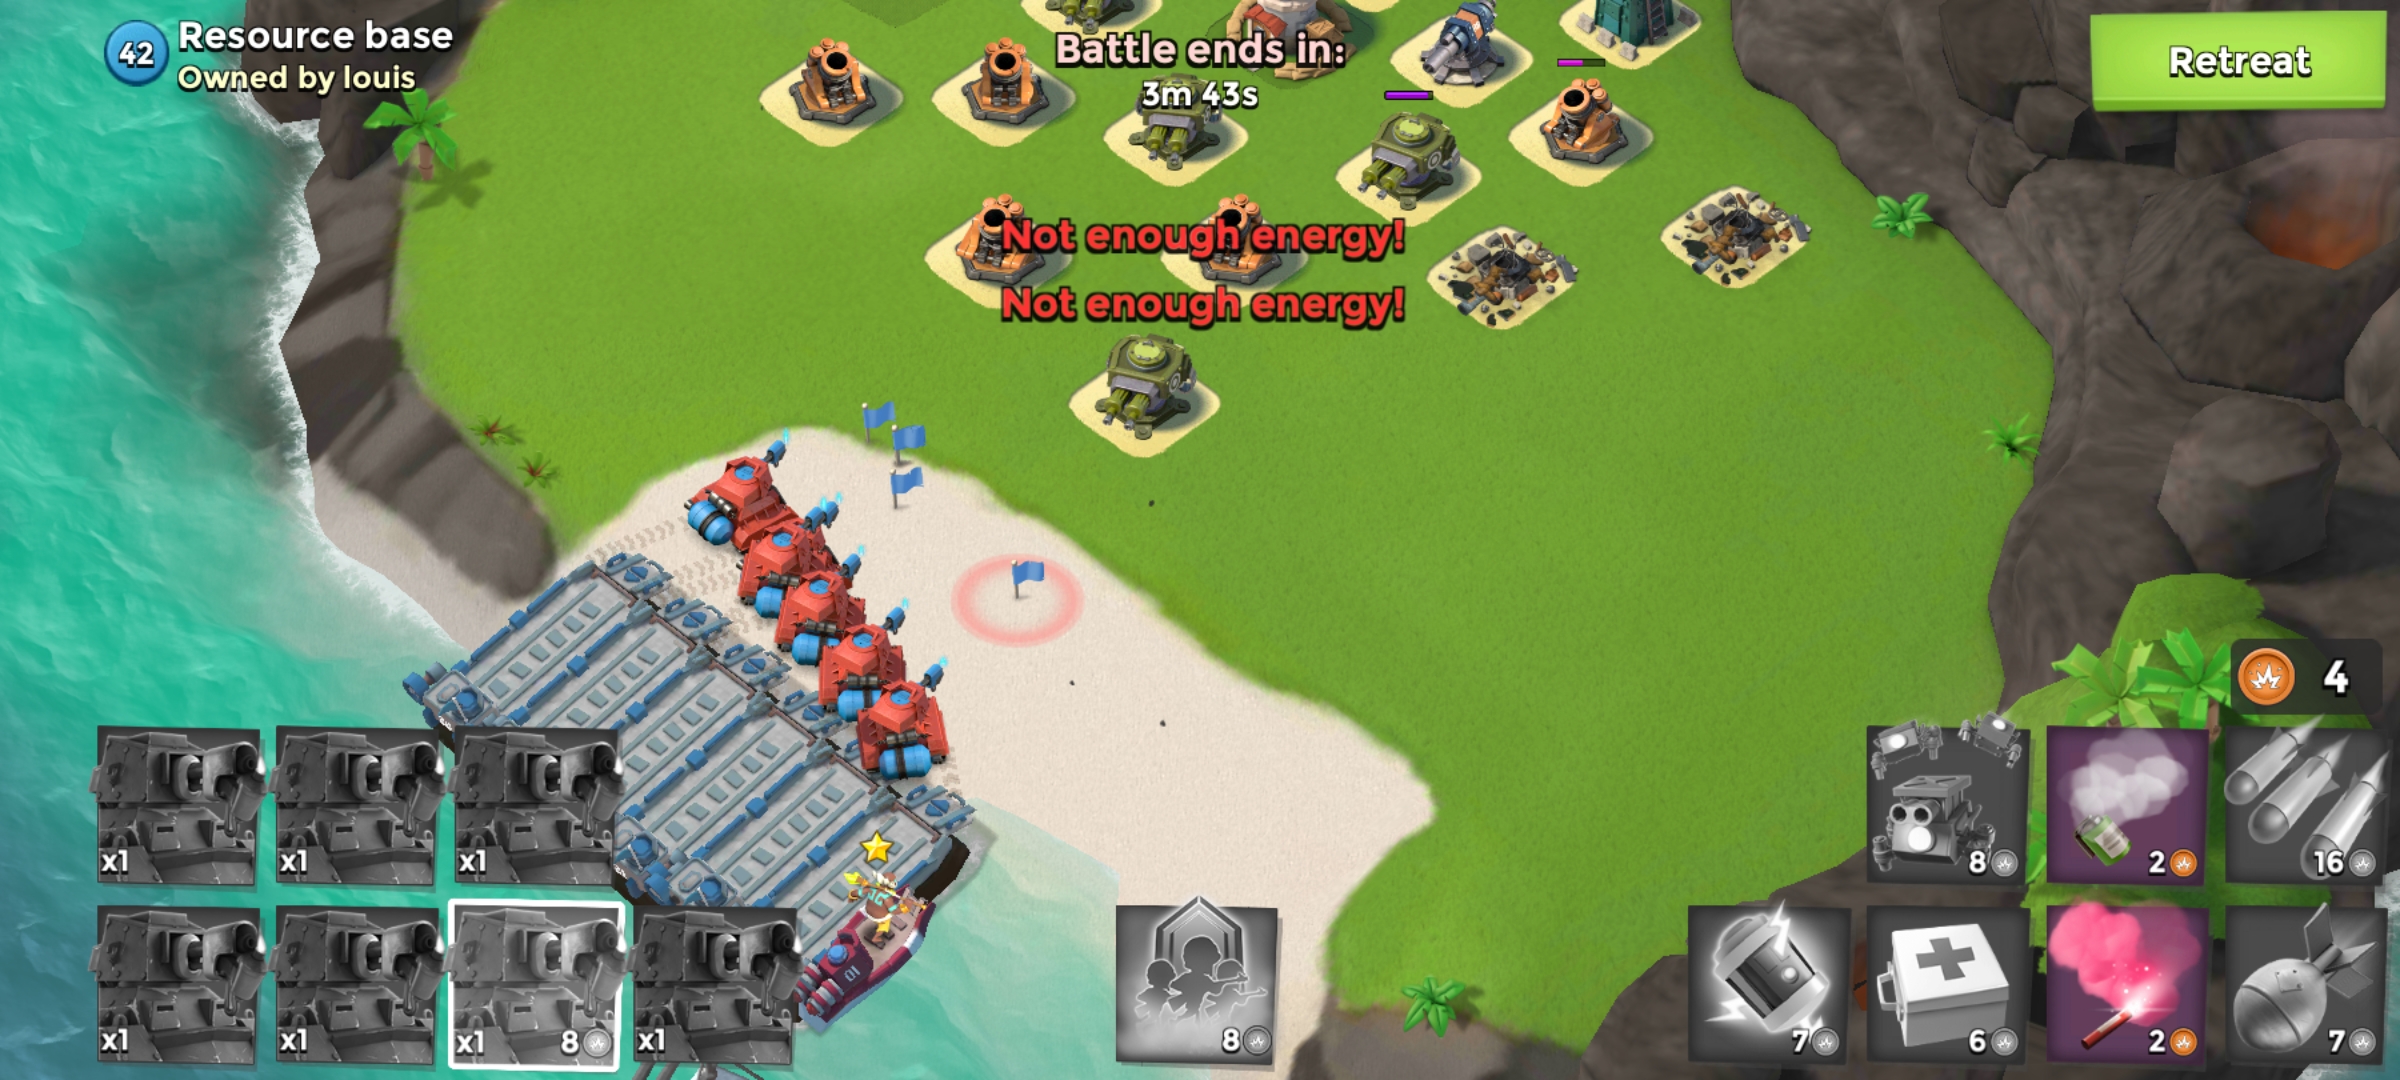 42
Resource base
Owned by louis
Battle ends in:
3m 43s
Retreat
Not enough energy!
Not enough energy!
4
x1
x1
x1
8
2
16
x1
x1
x1
8
x1
01
8
7
6
2
7